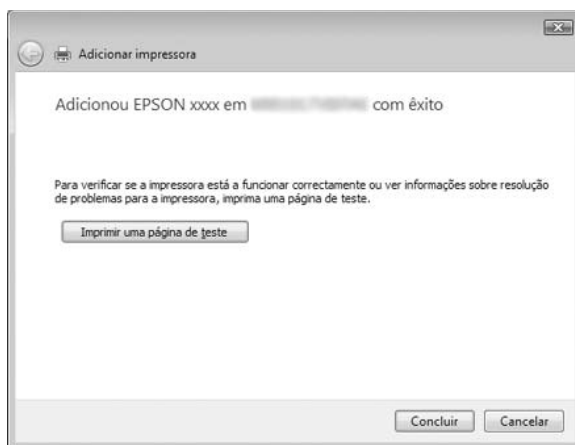 Adicionar impressora
Adicionou EPSON xxxx em com êxito
Para verificar se a impressora está a funcionar correctamente ou ver informações sobre resolução
de problemas para a impressora, imprima uma página de teste.
Imprimir uma página de teste
Concluir Cancelar